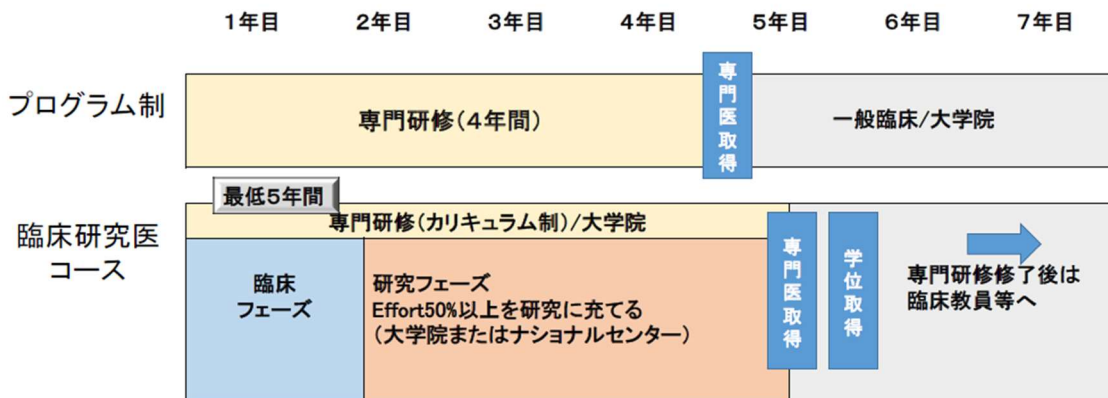 1年目 2年目 3年目 4年目 5年目 6年目 7年目
プログラム制
専門研修(4年間)
専門医取得
一般臨床/大学院
最低5年間
臨床研究医
コース
専門研修(カリキュラム制)/大学院
臨床
フェーズ
研究フェーズ
Effort50%以上を研究に充てる
(大学院またはナショナルセンター)
専門医取得
学位取得
専門研修修了後は
臨床教員等へ